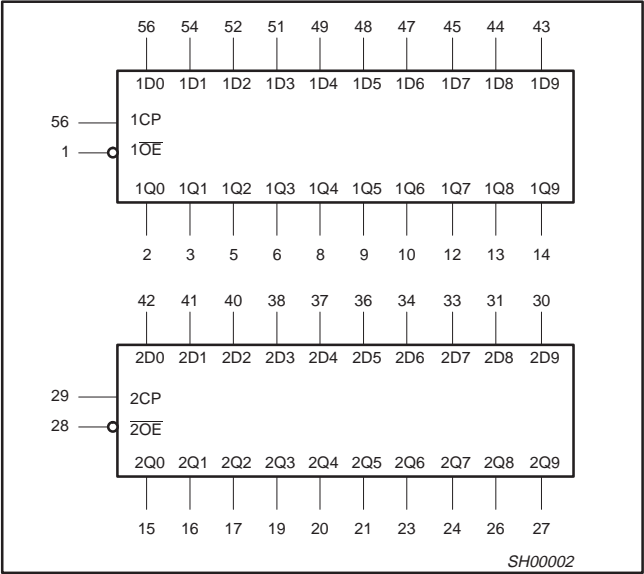 56 54 52 51 49 48 47 45 44 43
1D0 1D1 1D2 1D3 1D4 1D5 1D6 1D7 1D8 1D9
56 1CP
1 1O̅E̅
1Q0 1Q1 1Q2 1Q3 1Q4 1Q5 1Q6 1Q7 1Q8 1Q9
2 3 5 6 8 9 10 12 13 14
42 41 40 38 37 36 34 33 31 30
2D0 2D1 2D2 2D3 2D4 2D5 2D6 2D7 2D8 2D9
29 2CP
28 2̅O̅E̅
2Q0 2Q1 2Q2 2Q3 2Q4 2Q5 2Q6 2Q7 2Q8 2Q9
15 16 17 19 20 21 23 24 26 27
SH00002